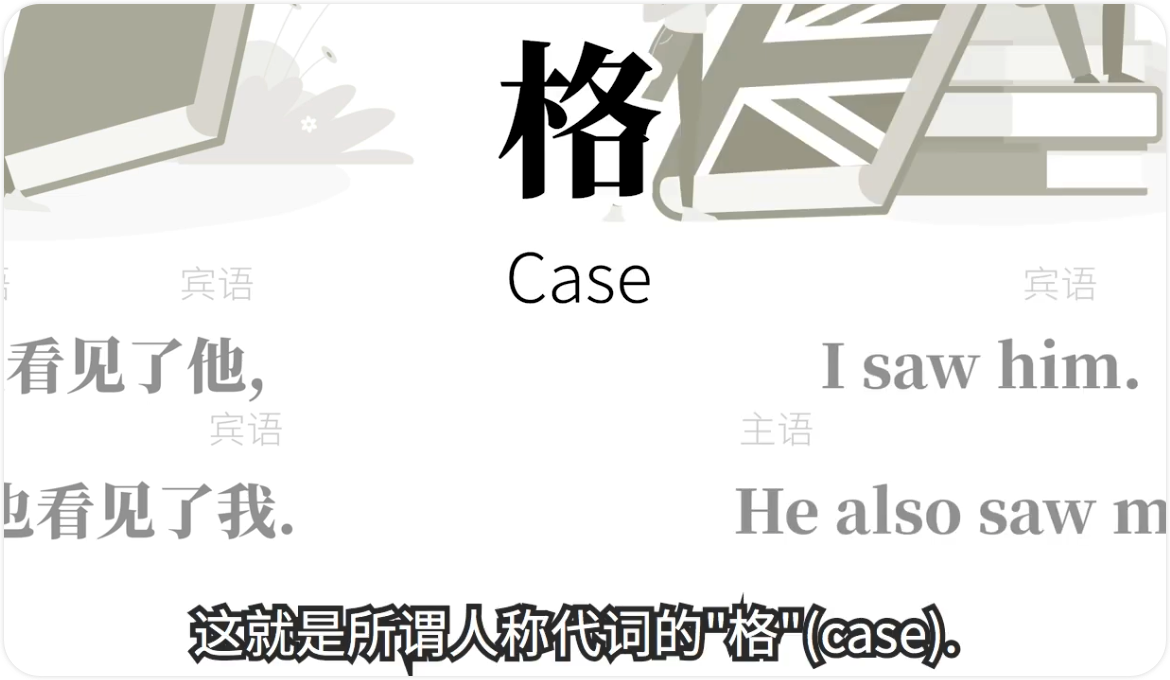 格
Case
宾语 宾语
看见了他, I saw him.
宾语 主语
也看见了我. He also saw
这就是所谓人称代词的"格"(case).